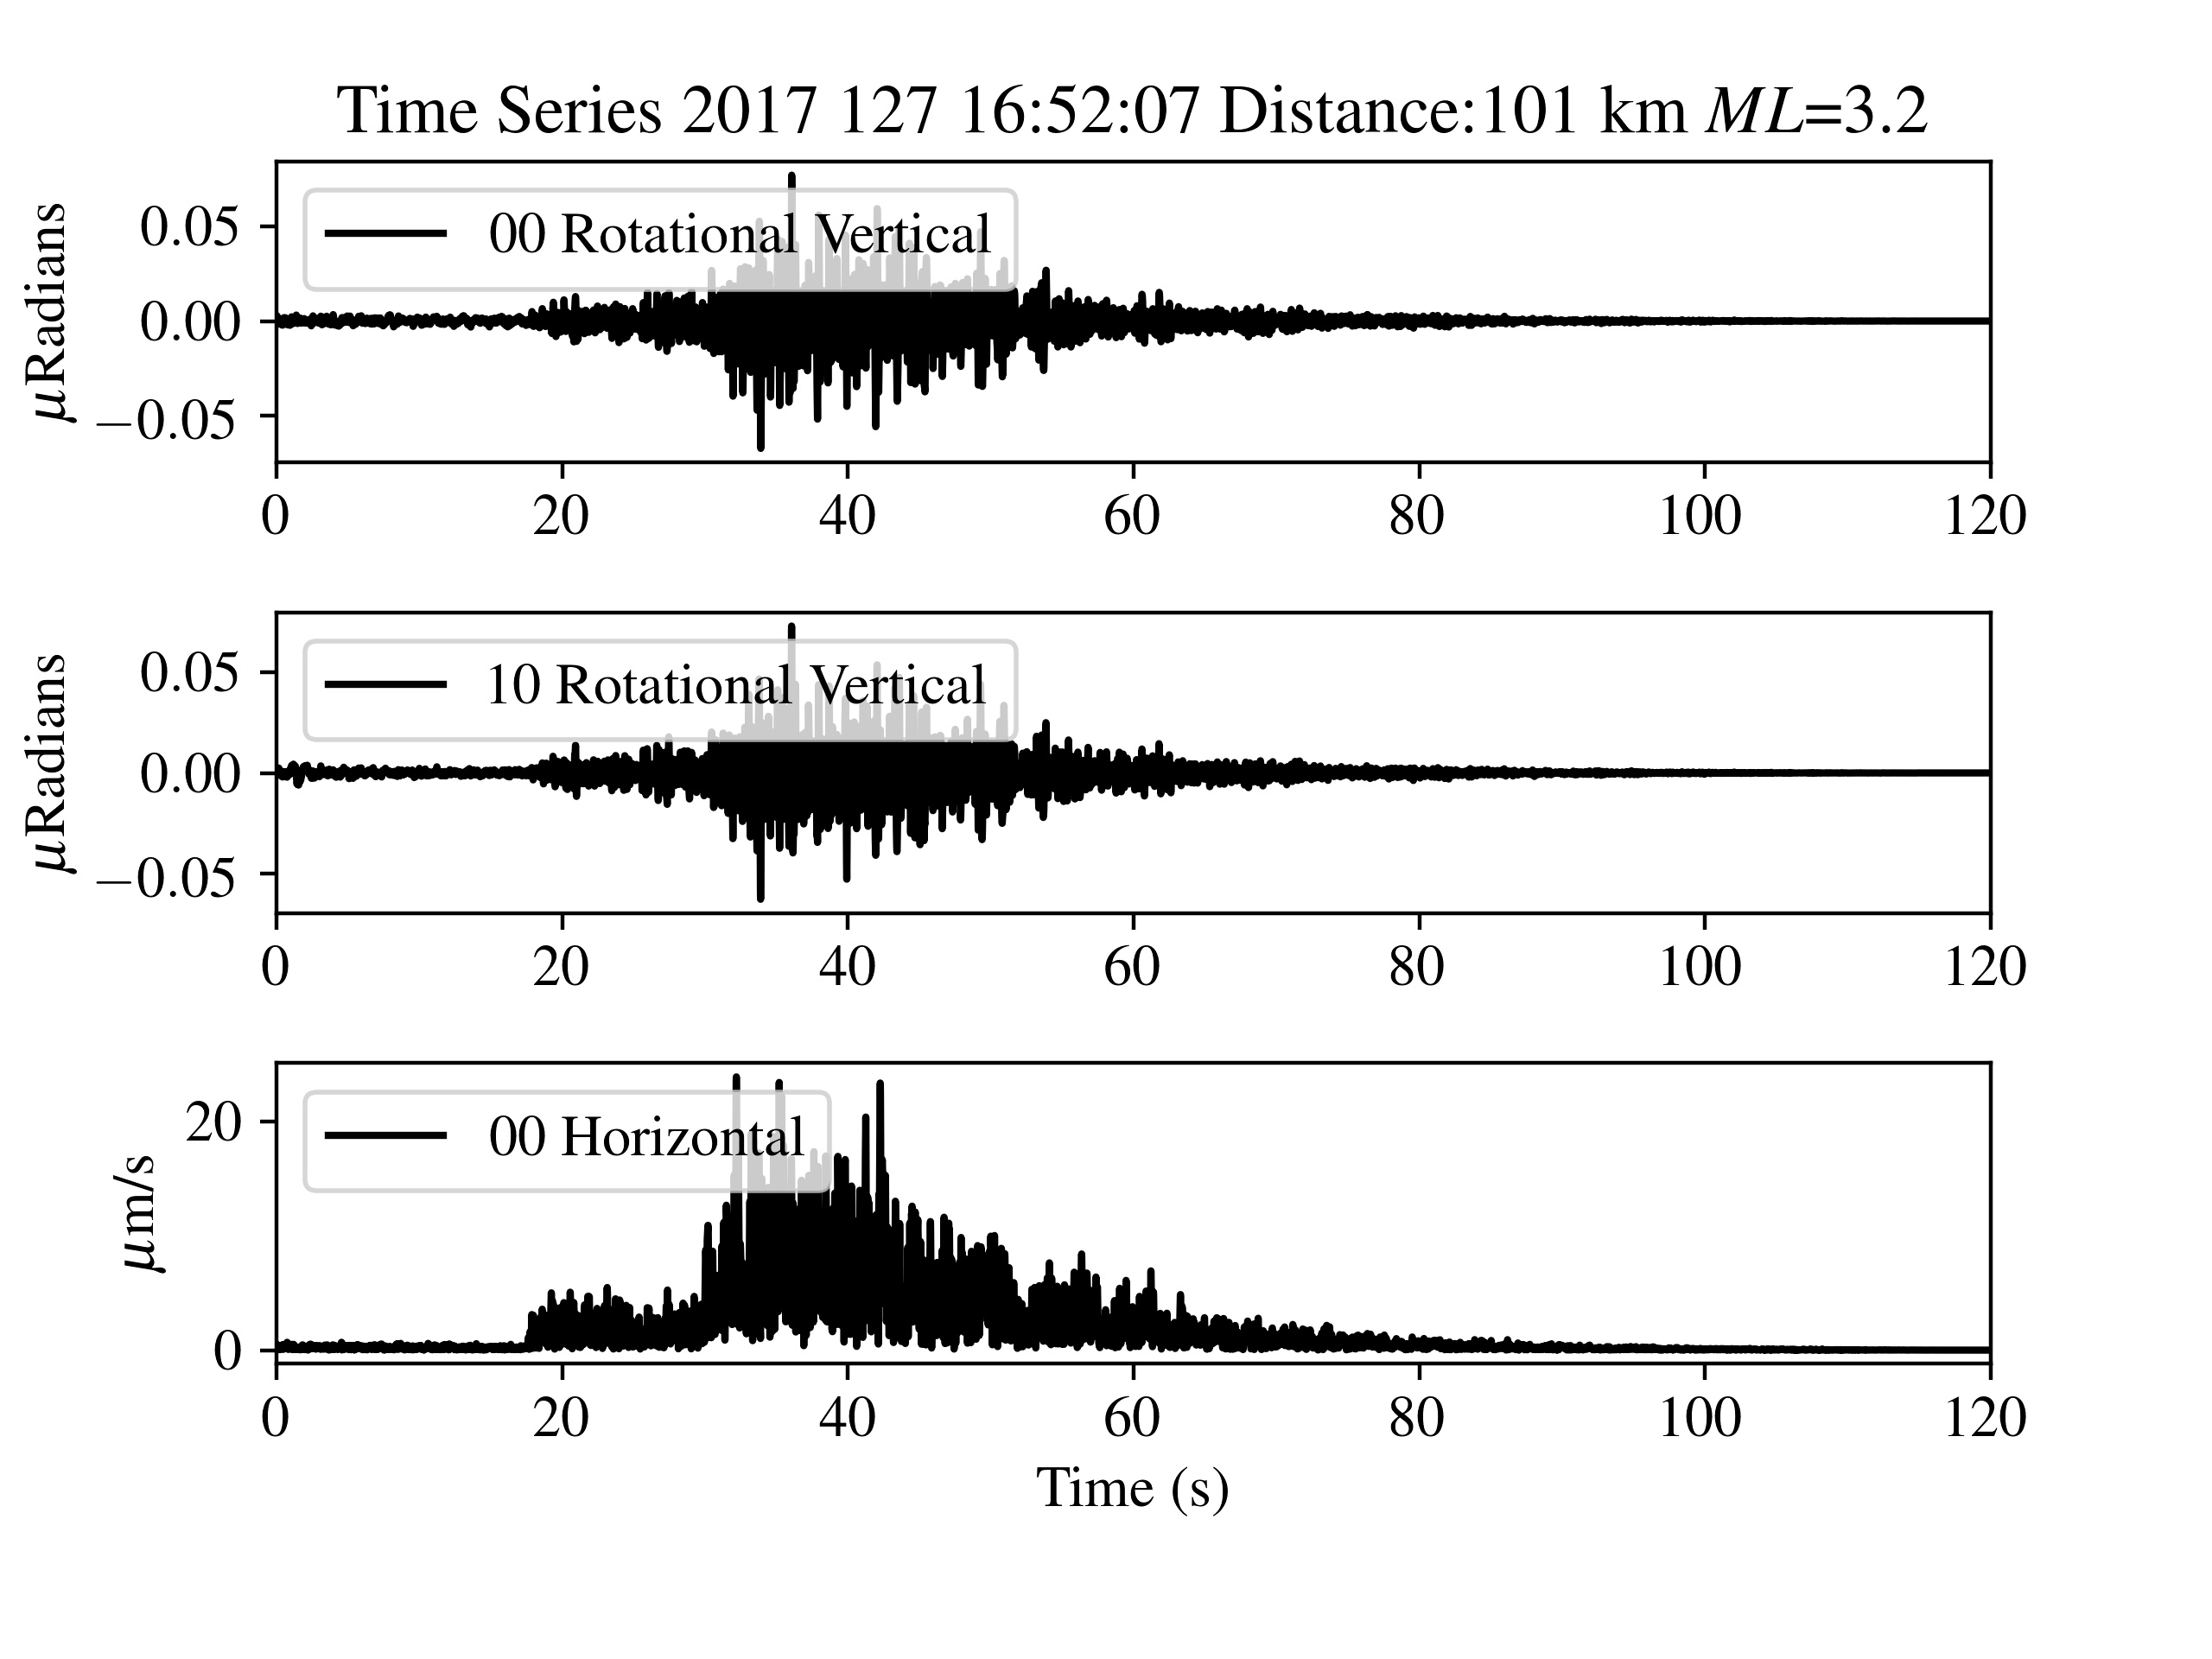 Time Series 2017 127 16:52:07 Distance:101 km ML=3.2
μRadians
0.05
0.00
−0.05
00 Rotational Vertical
0 20 40 60 80 100 120
μRadians
0.05
0.00
−0.05
10 Rotational Vertical
0 20 40 60 80 100 120
μm/s
20
0
00 Horizontal
0 20 40 60 80 100 120
Time (s)